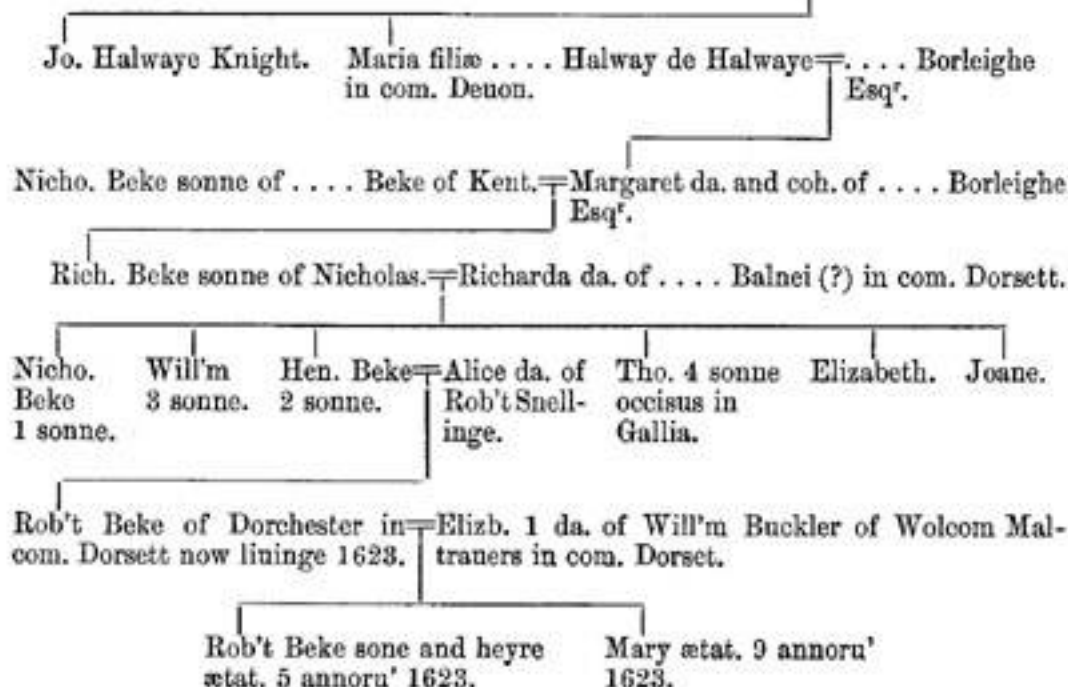 Jo. Halwaye Knight.
Maria filiæ .... Halway de Halwaye
in com. Deuon.
.... Borleighe
Esqr.
Nicho. Beke sonne of .... Beke of Kent.
Margaret da. and coh. of .... Borleighe
Esqr.
Rich. Beke sonne of Nicholas.
Richarda da. of .... Balnei (?) in com. Dorsett.
Nicho.
Beke
1 sonne.
Will'm
3 sonne.
Hen. Beke
2 sonne.
Alice da. of
Rob't Snell-
inge.
Tho. 4 sonne
occisus in
Gallia.
Elizabeth.
Joane.
Rob't Beke of Dorchester in
com. Dorsett now liuinge 1623.
Elizb. 1 da. of Will'm Buckler of Wolcom Mal-
trauers in com. Dorset.
Rob't Beke sone and heyre
ætat. 5 annoru' 1623.
Mary ætat. 9 annoru'
1623.